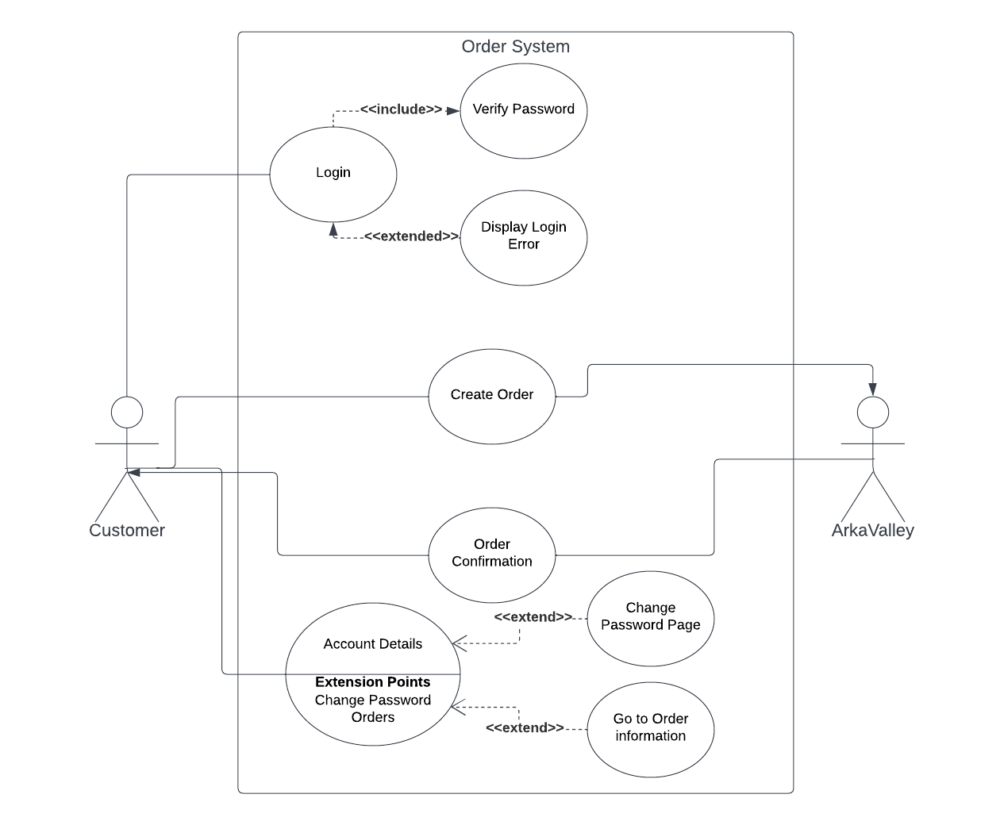 Order System
<<include>>
Verify Password
Login
Display Login
Error
<<extended>>
Create Order
Customer
ArkaValley
Order
Confirmation
<<extend>>
Change
Password Page
Account Details
Extension Points
Change Password
Orders
<<extend>>
Go to Order
information